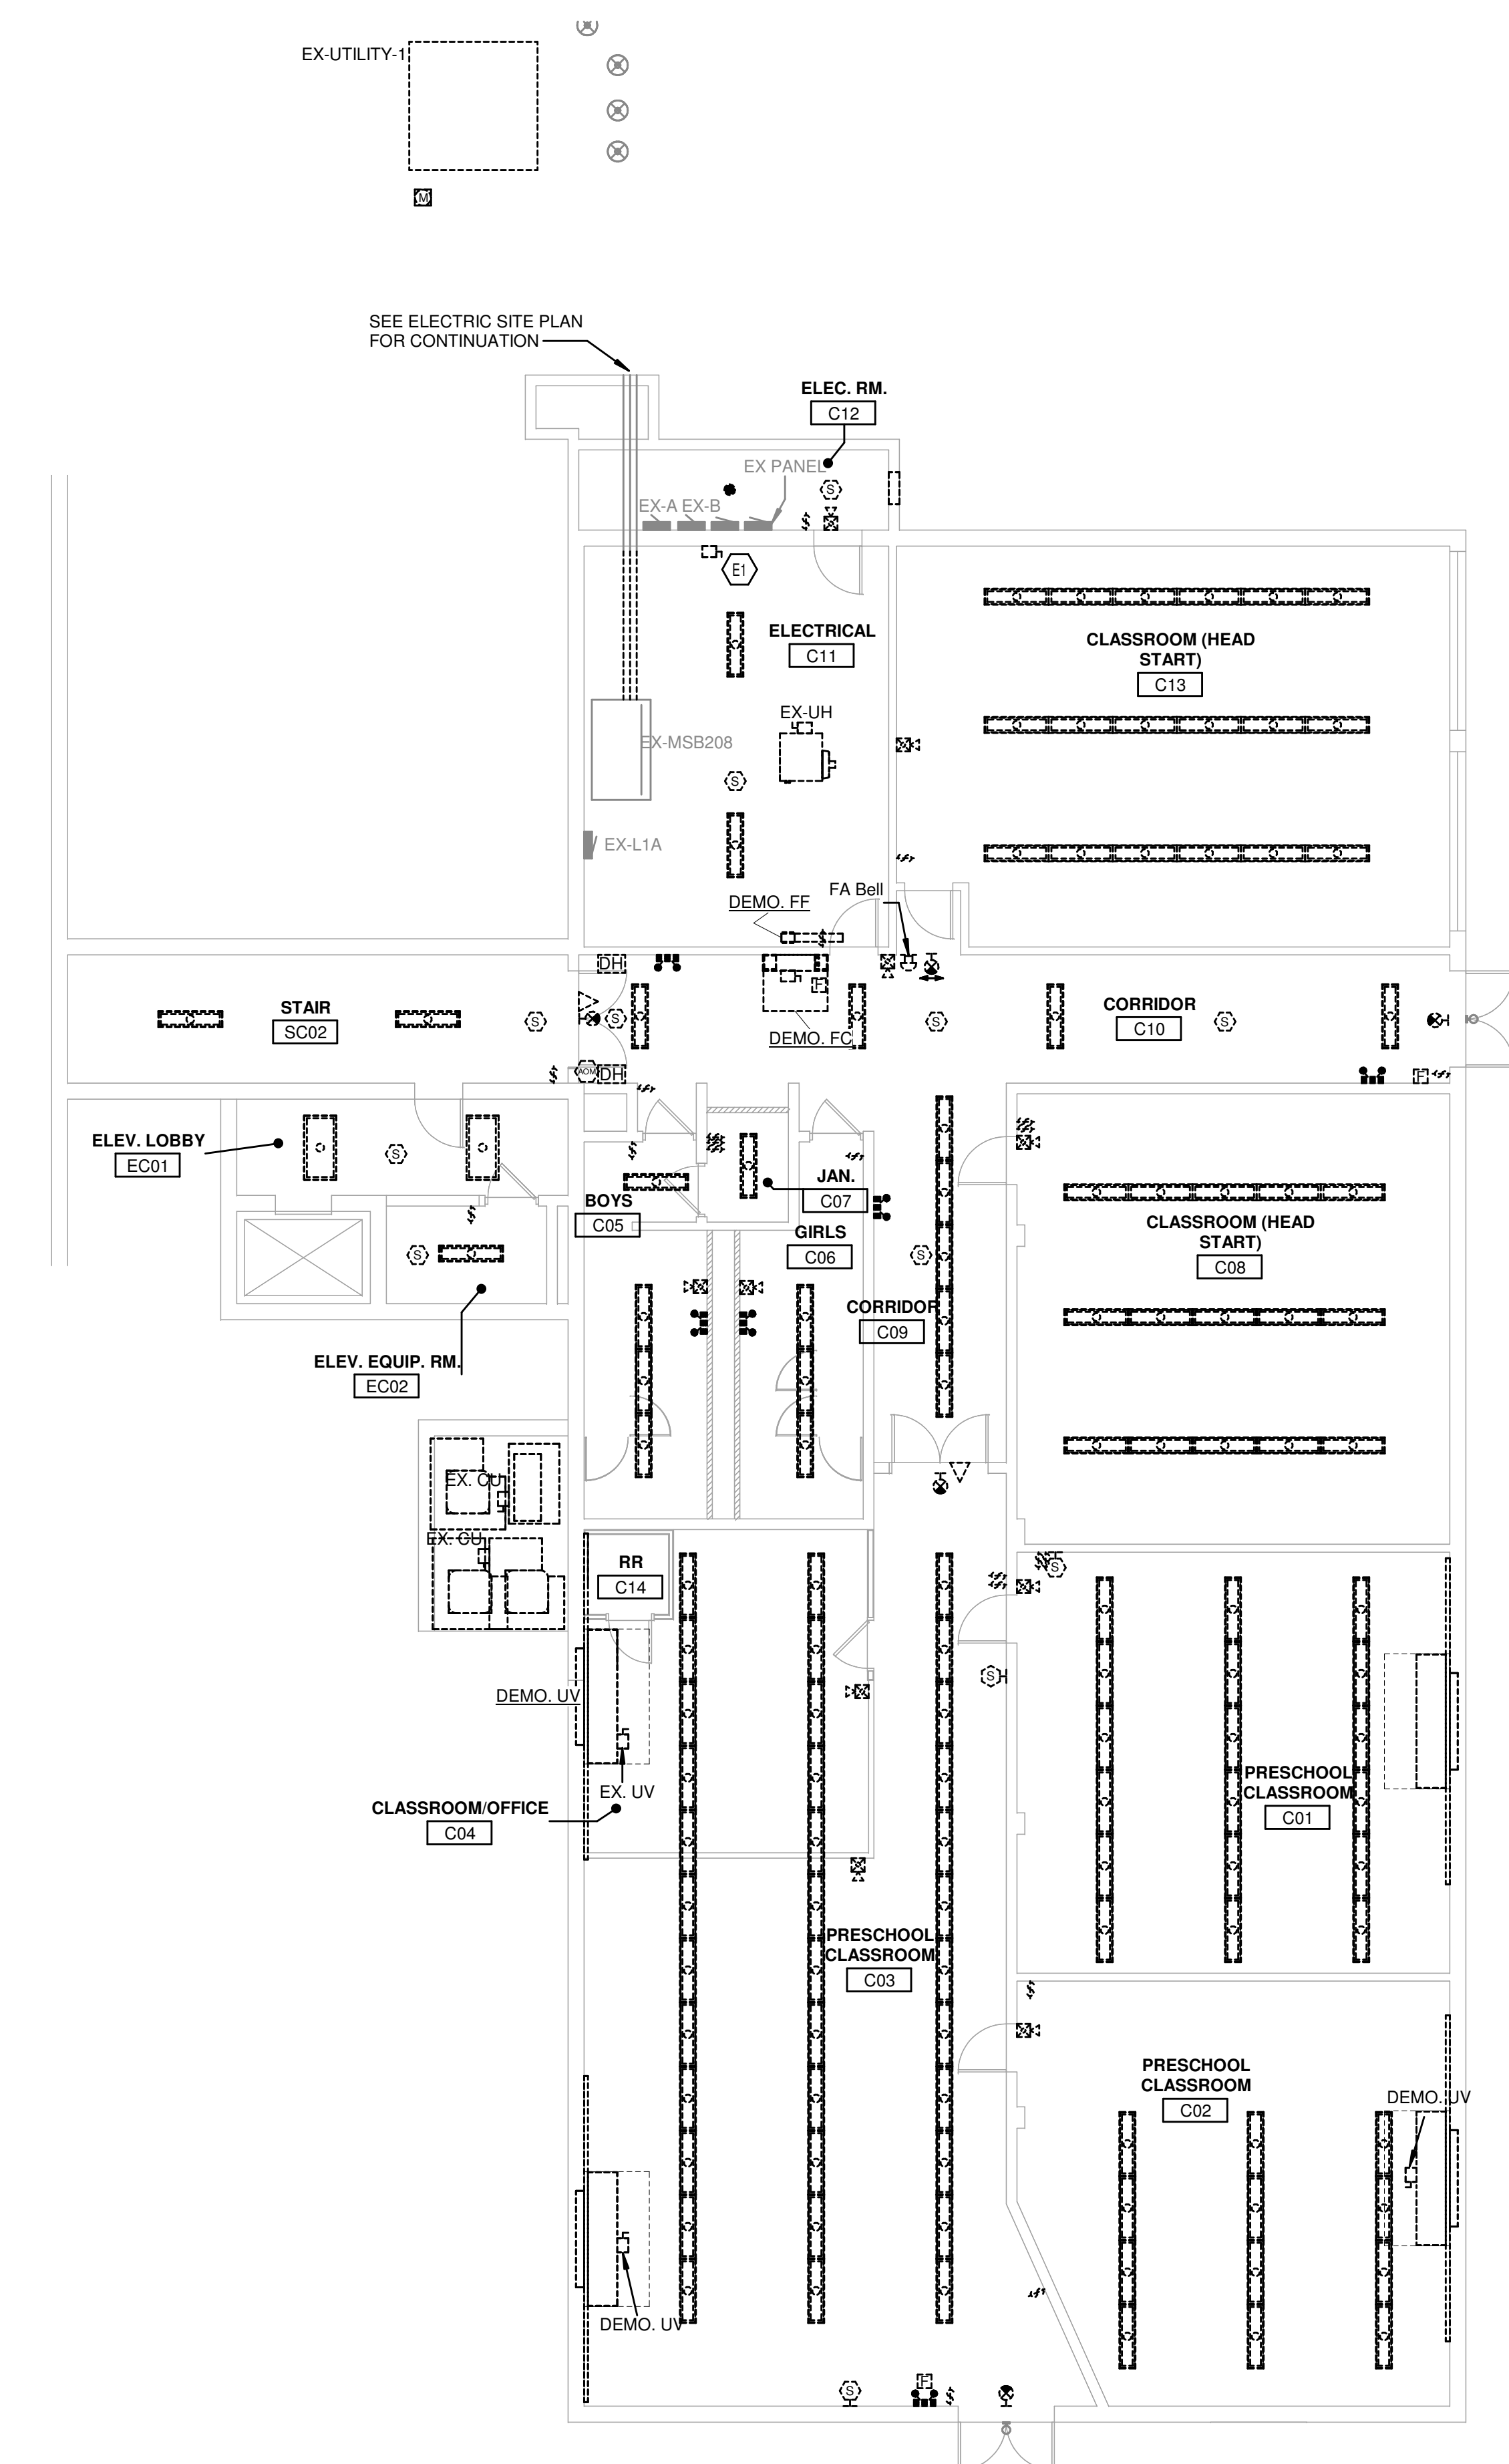 EX-UTILITY-1
M
SEE ELECTRIC SITE PLAN
FOR CONTINUATION
ELEC. RM.
C12
EX PANEL
S
EX-A EX-B
E1
ELECTRICAL
C11
CLASSROOM (HEAD
START)
C13
EX-UH
EX-MSB208
S
EX-L1A
FA Bell
DEMO. FF
DH
F
STAIR
SC02
S
S
S
CORRIDOR
C10
S
DEMO. FC
AOM
DH
F
ELEV. LOBBY
EC01
S
JAN.
C07
BOYS
C05
GIRLS
C06
CLASSROOM (HEAD
START)
C08
S
S
CORRIDOR
C09
ELEV. EQUIP. RM.
EC02
EX. CU
EX. CU
RR
C14
S
S
DEMO. UV
EX. UV
CLASSROOM/OFFICE
C04
PRESCHOOL
CLASSROOM
C01
PRESCHOOL
CLASSROOM
C03
PRESCHOOL
CLASSROOM
C02
DEMO. UV
DEMO. UV
S
F